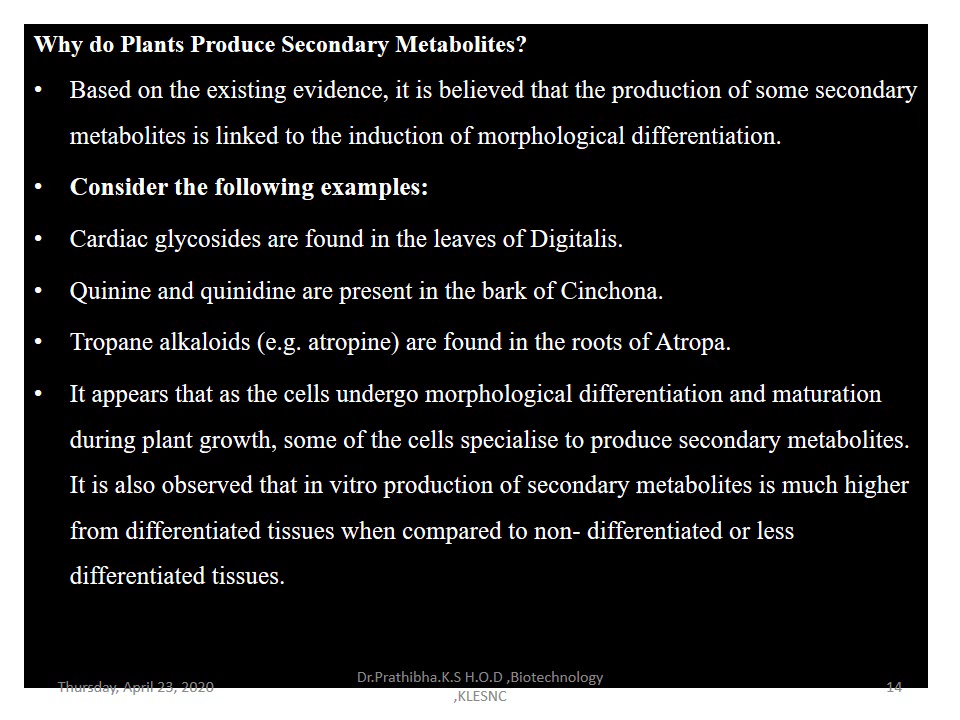 Why do Plants Produce Secondary Metabolites?
• Based on the existing evidence, it is believed that the production of some secondary
metabolites is linked to the induction of morphological differentiation.
• Consider the following examples:
• Cardiac glycosides are found in the leaves of Digitalis.
• Quinine and quinidine are present in the bark of Cinchona.
• Tropane alkaloids (e.g. atropine) are found in the roots of Atropa.
• It appears that as the cells undergo morphological differentiation and maturation
during plant growth, some of the cells specialise to produce secondary metabolites.
It is also observed that in vitro production of secondary metabolites is much higher
from differentiated tissues when compared to non- differentiated or less
differentiated tissues.
Thursday, April 23, 2020
Dr.Prathibha.K.S H.O.D ,Biotechnology
,KLESNC
14